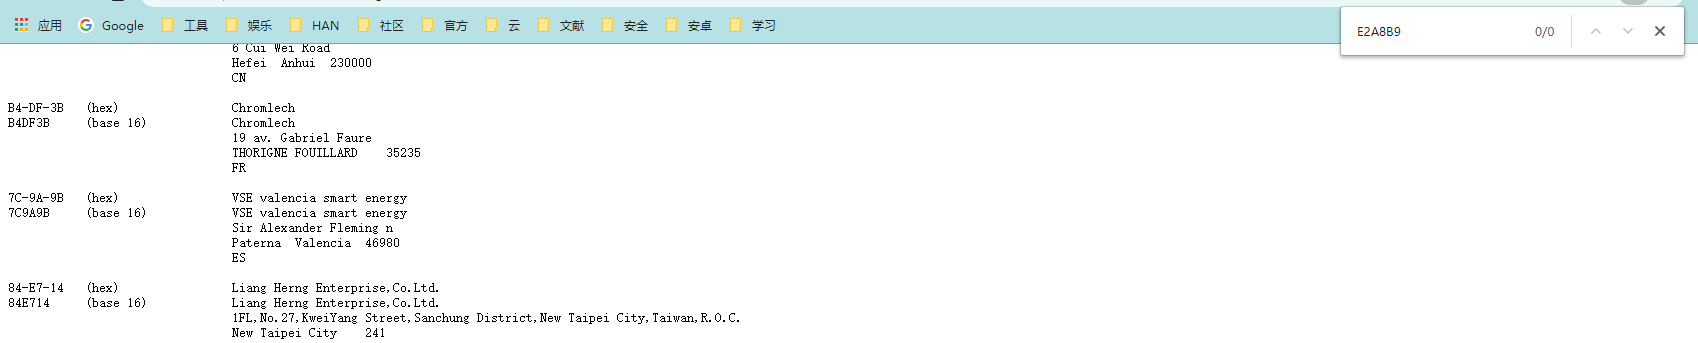 应用 Google 工具 娱乐 HAN 社区 官方 云 文献 安全 安卓 学习
E2A8B9 0/0
6 Cui Wei Road
Hefei Anhui 230000
CN
B4-DF-3B (hex) Chromlech
B4DF3B (base 16) Chromlech
19 av. Gabriel Faure
THORIGNE FOUILLARD 35235
FR
7C-9A-9B (hex) VSE valencia smart energy
7C9A9B (base 16) VSE valencia smart energy
Sir Alexander Fleming n
Paterna Valencia 46980
ES
84-E7-14 (hex) Liang Herng Enterprise,Co.Ltd.
84E714 (base 16) Liang Herng Enterprise,Co.Ltd.
1FL,No.27,KweiYang Street,Sanchung District,New Taipei City,Taiwan,R.O.C.
New Taipei City 241